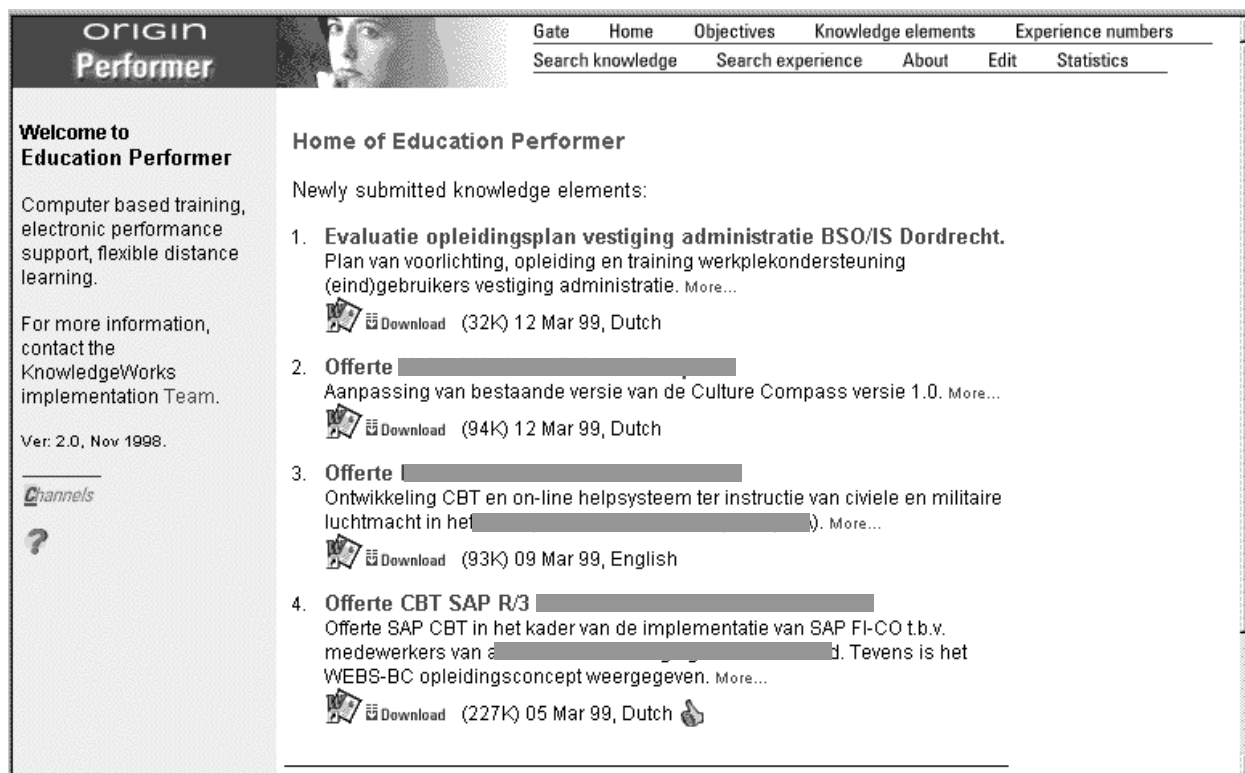 origin
Performer
Gate Home Objectives Knowledge elements Experience numbers
Search knowledge Search experience About Edit Statistics
Welcome to
Education Performer
Computer based training,
electronic performance
support, flexible distance
learning.
For more information,
contact the
KnowledgeWorks
implementation Team.
Ver: 2.0, Nov 1998.
Channels
?
Home of Education Performer
Newly submitted knowledge elements:
1. Evaluatie opleidingsplan vestiging administratie BSO/IS Dordrecht.
Plan van voorlichting, opleiding en training werkplekondersteuning
(eind)gebruikers vestiging administratie. More...
Download (32K) 12 Mar 99, Dutch
2. Offerte
Aanpassing van bestaande versie van de Culture Compass versie 1.0. More...
Download (94K) 12 Mar 99, Dutch
3. Offerte
Ontwikkeling CBT en on-line helpsysteem ter instructie van civiele en militaire
luchtmacht in het ). More...
Download (93K) 09 Mar 99, English
4. Offerte CBT SAP R/3
Offerte SAP CBT in het kader van de implementatie van SAP FI-CO t.b.v.
medewerkers van d. Tevens is het
WEBS-BC opleidingsconcept weergegeven. More...
Download (227K) 05 Mar 99, Dutch